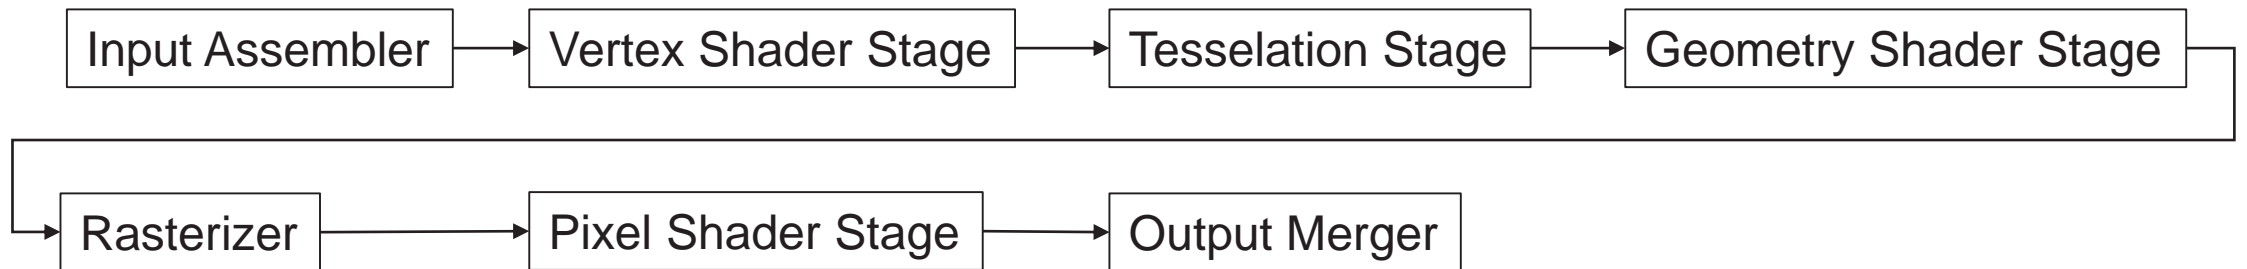 Input Assembler Vertex Shader Stage Tesselation Stage Geometry Shader Stage
Rasterizer Pixel Shader Stage Output Merger